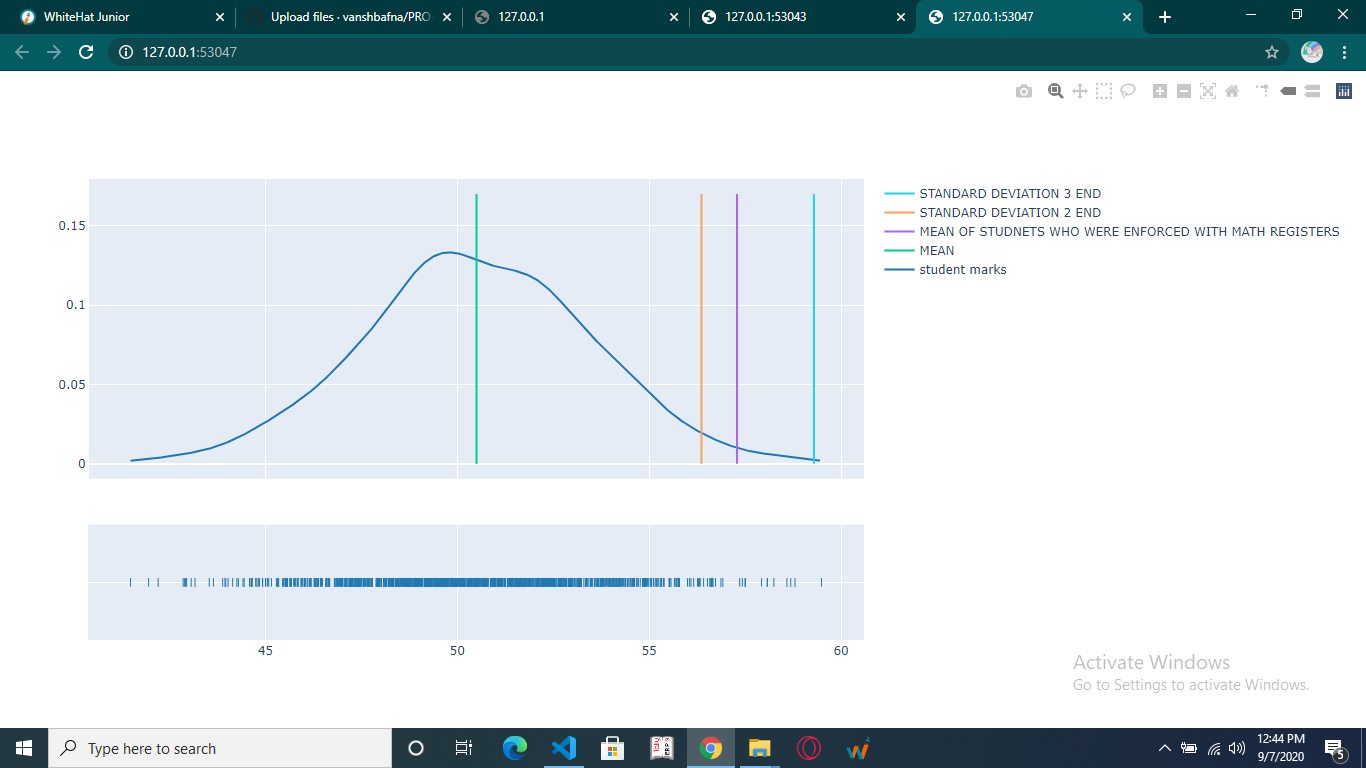 WhiteHat Junior
Upload files · vanshbafna/PRO
127.0.0.1
127.0.0.1:53043
127.0.0.1:53047
127.0.0.1:53047
STANDARD DEVIATION 3 END
STANDARD DEVIATION 2 END
MEAN OF STUDNETS WHO WERE ENFORCED WITH MATH REGISTERS
MEAN
student marks
0.15
0.1
0.05
0
45 50 55 60
Activate Windows
Go to Settings to activate Windows.
Type here to search
12:44 PM
9/7/2020
5